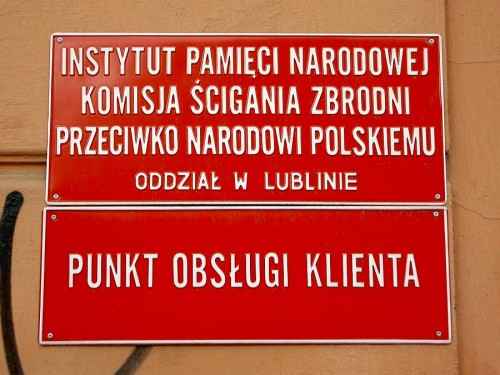 INSTYTUT PAMIĘCI NARODOWEJ
KOMISJA ŚCIGANIA ZBRODNI
PRZECIWKO NARODOWI POLSKIEMU
ODDZIAŁ W LUBLINIE
PUNKT OBSŁUGI KLIENTA